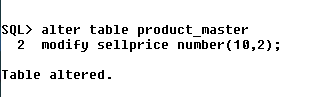 SQL> alter table product_master
2 modify sellprice number(10,2);
Table altered.